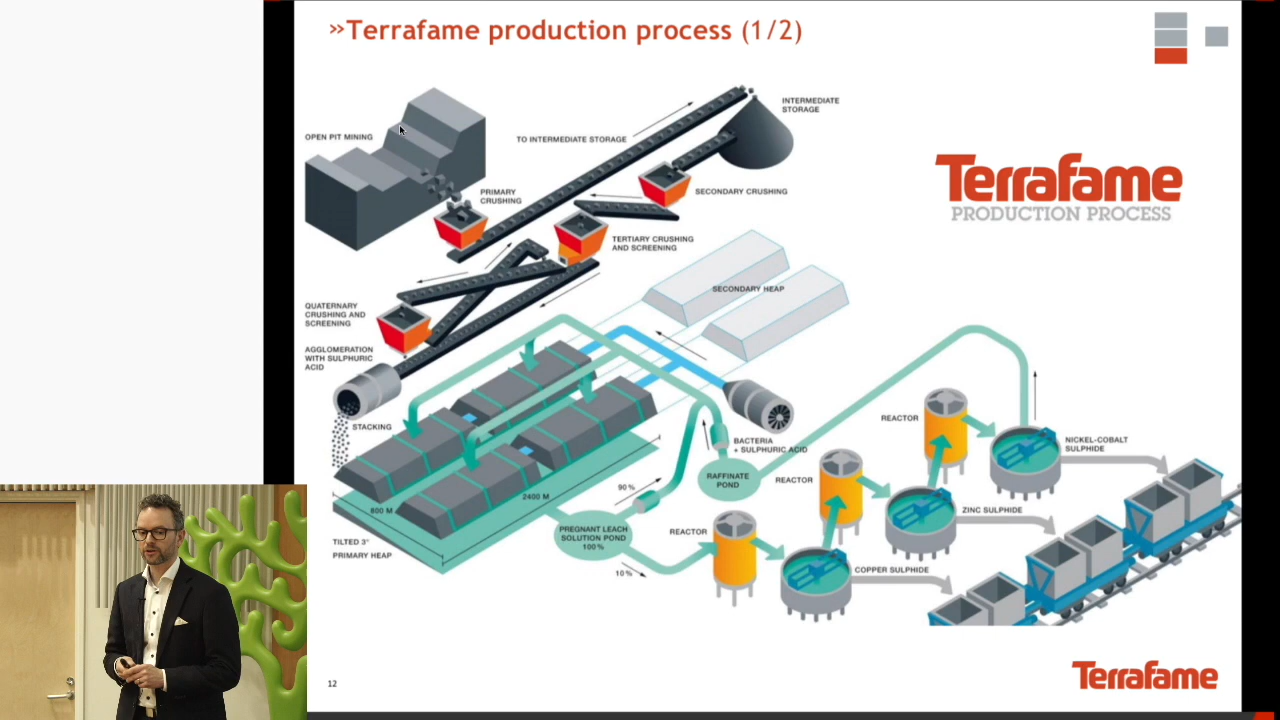 »Terrafame production process (1/2)
OPEN PIT MINING
TO INTERMEDIATE STORAGE
INTERMEDIATE
STORAGE
PRIMARY
CRUSHING
SECONDARY CRUSHING
Terrafame
PRODUCTION PROCESS
TERTIARY CRUSHING
AND SCREENING
SECONDARY HEAP
QUATERNARY
CRUSHING AND
SCREENING
AGGLOMERATION
WITH SULPHURIC
ACID
STACKING
BACTERIA
+ SULPHURIC ACID
RAFFINATE
POND
REACTOR
REACTOR
REACTOR
NICKEL-COBALT
SULPHIDE
ZINC SULPHIDE
COPPER SULPHIDE
90%
2400 M
800 M
PREGNANT LEACH
SOLUTION POND
100%
10%
TILTED 3°
PRIMARY HEAP
12
Terrafame